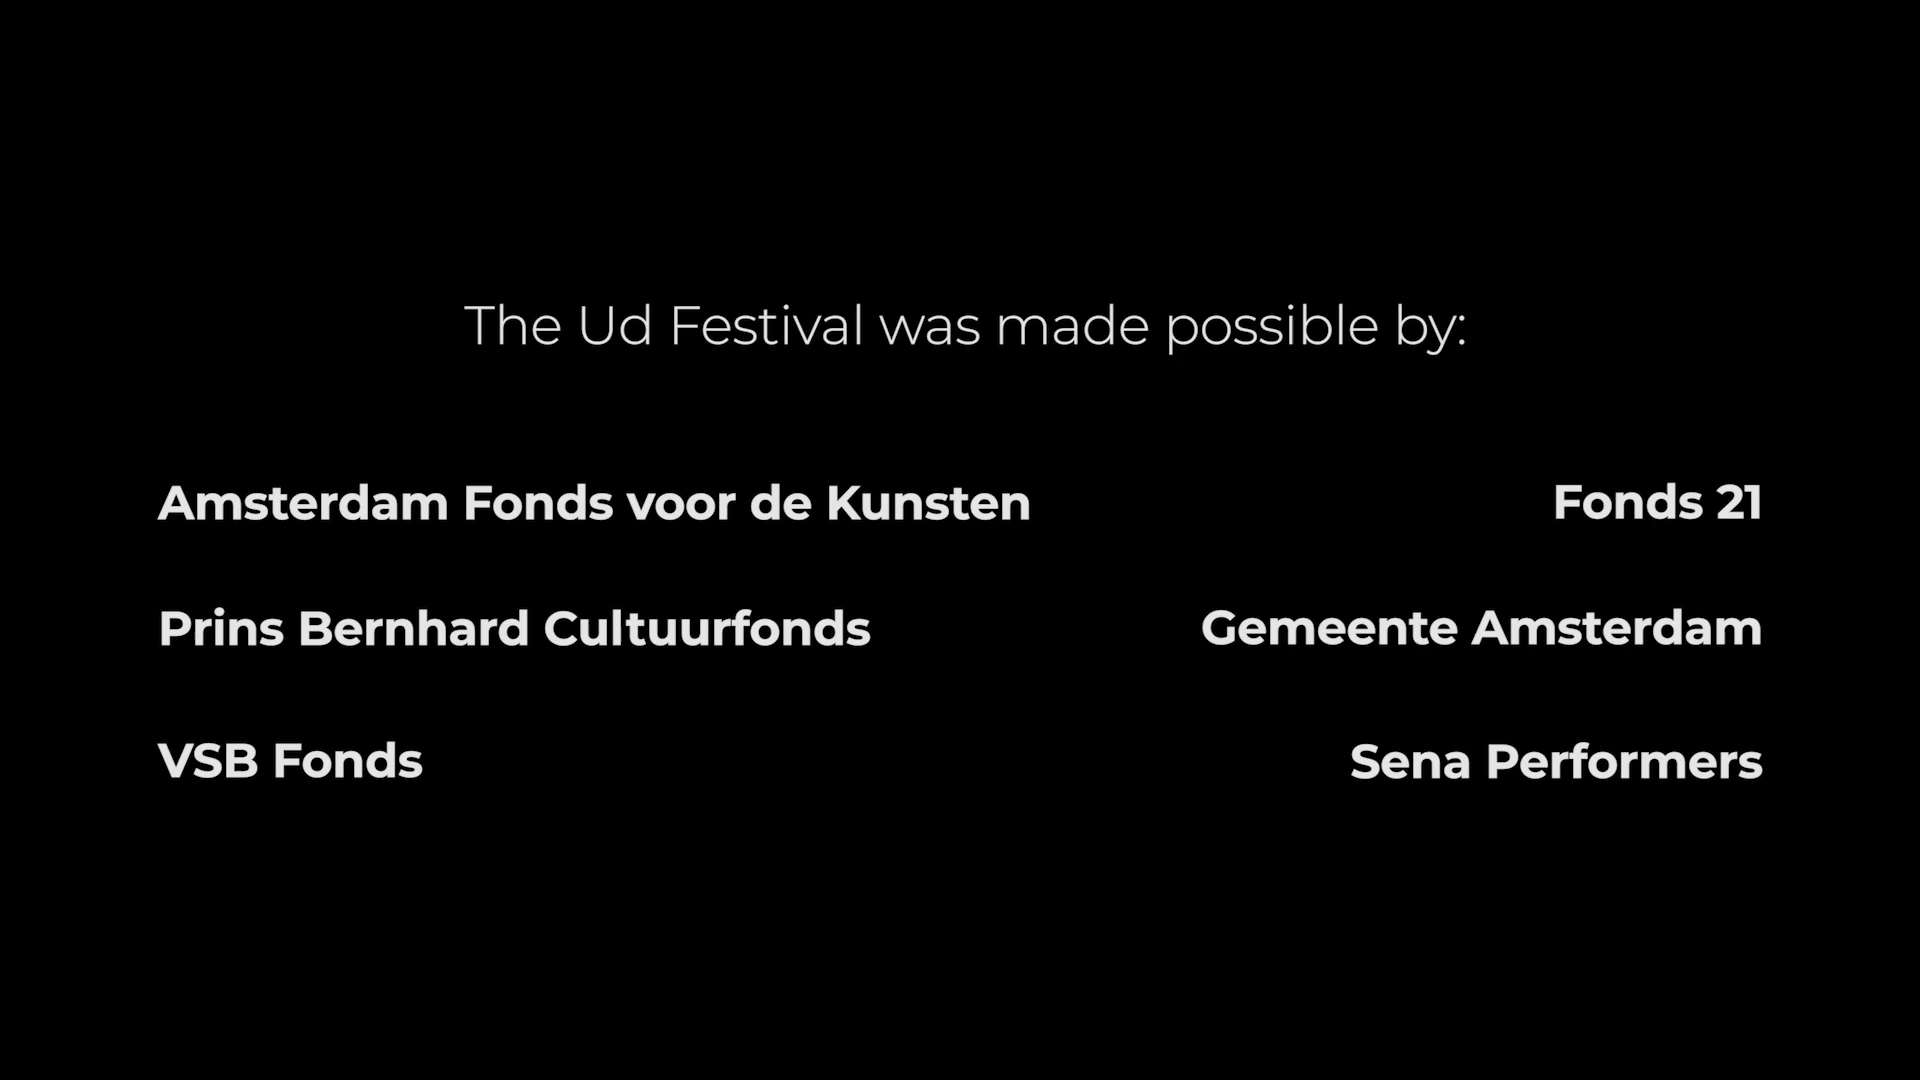 The Ud Festival was made possible by:
Amsterdam Fonds voor de Kunsten
Fonds 21
Prins Bernhard Cultuurfonds
Gemeente Amsterdam
VSB Fonds
Sena Performers